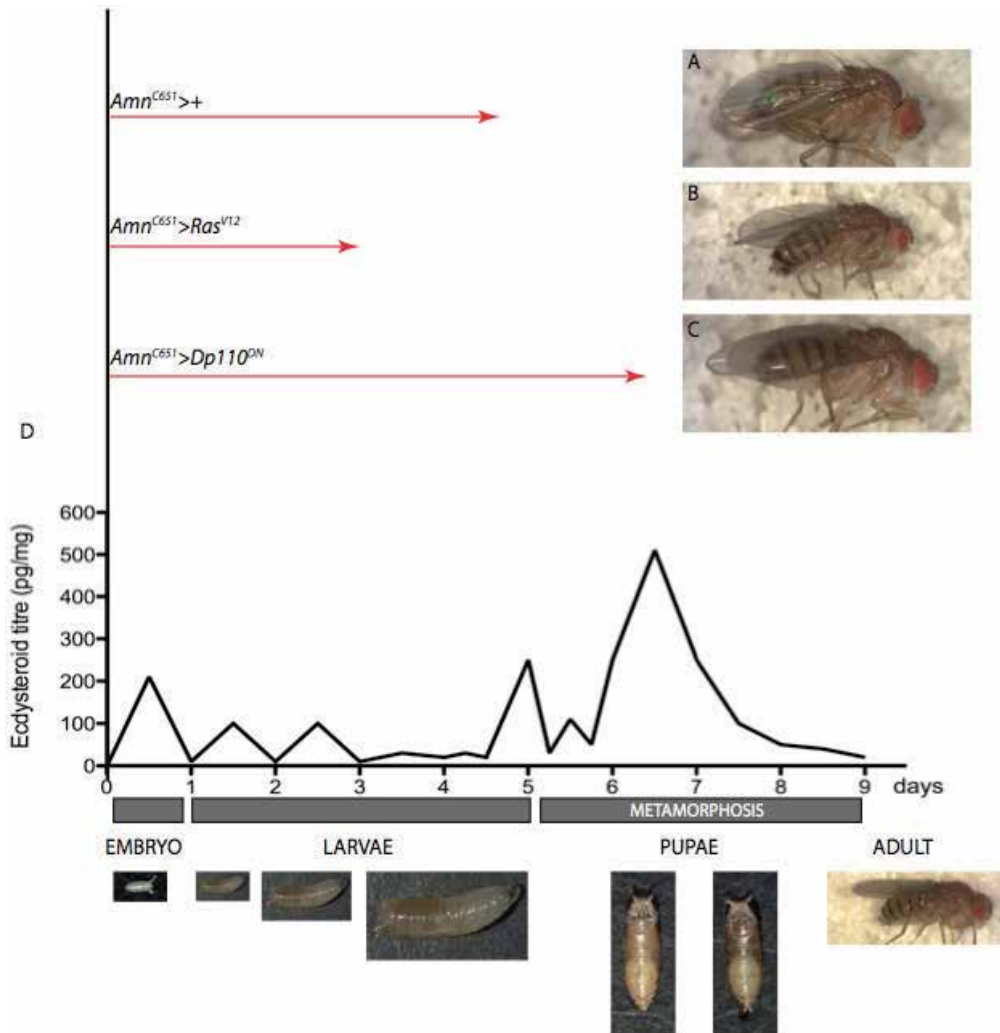 A
Amn^C651>+
B
Amn^C651>Ras^V12
C
Amn^C651>Dp110^DN
D
Ecdysteroid titre (pg/mg)
600
500
400
300
200
100
0
0 1 2 3 4 5 6 7 8 9 days
METAMORPHOSIS
EMBRYO LARVAE PUPAE ADULT